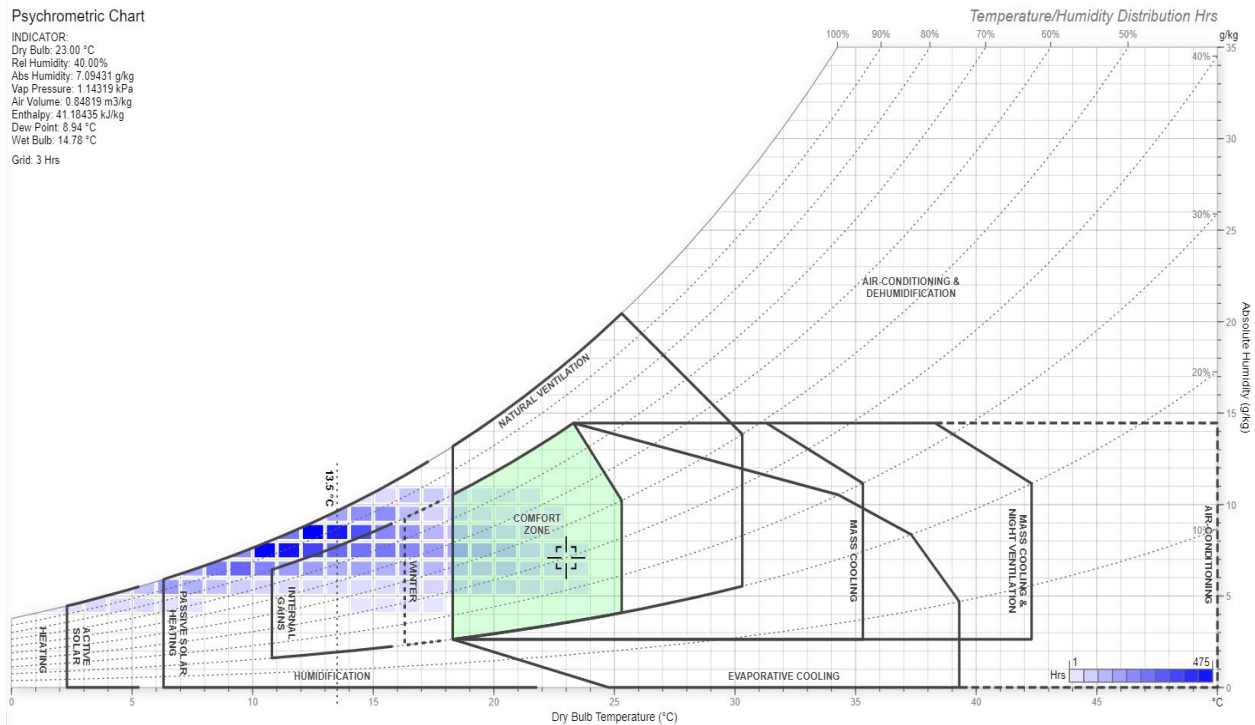 Psychrometric Chart
Temperature/Humidity Distribution Hrs
INDICATOR:
Dry Bulb: 23.00 °C
Rel Humidity: 40.00%
Abs Humidity: 7.09431 g/kg
Vap Pressure: 1.14319 kPa
Air Volume: 0.84819 m3/kg
Enthalpy: 41.18435 kJ/kg
Dew Point: 8.94 °C
Wet Bulb: 14.78 °C
Grid: 3 Hrs
100%
90%
80%
70%
60%
50%
g/kg
35
40%
30
30%
25
20
20%
15
10
10%
5
0
Absolute Humidity (g/kg)
AIR-CONDITIONING &
DEHUMIDIFICATION
NATURAL VENTILATION
13.5 °C
COMFORT
ZONE
HEATING
ACTIVE
SOLAR
PASSIVE SOLAR
HEATING
INTERNAL
GAINS
WINTER
MASS COOLING
MASS COOLING &
NIGHT VENTILATION
AIR-CONDITIONING
HUMIDIFICATION
EVAPORATIVE COOLING
Hrs
1
475
0
5
10
15
20
25
30
35
40
45
°C
Dry Bulb Temperature (°C)